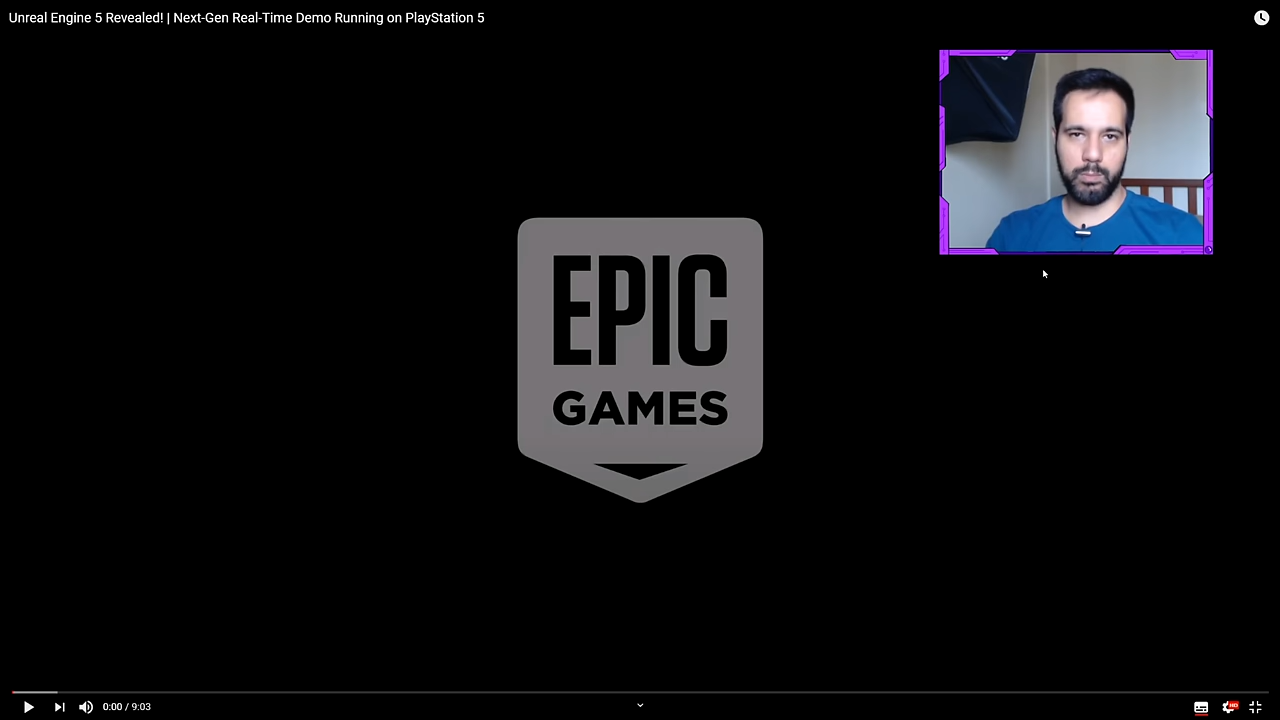 Unreal Engine 5 Revealed! | Next-Gen Real-Time Demo Running on PlayStation 5
EPIC
GAMES
0:00 / 9:03
HD